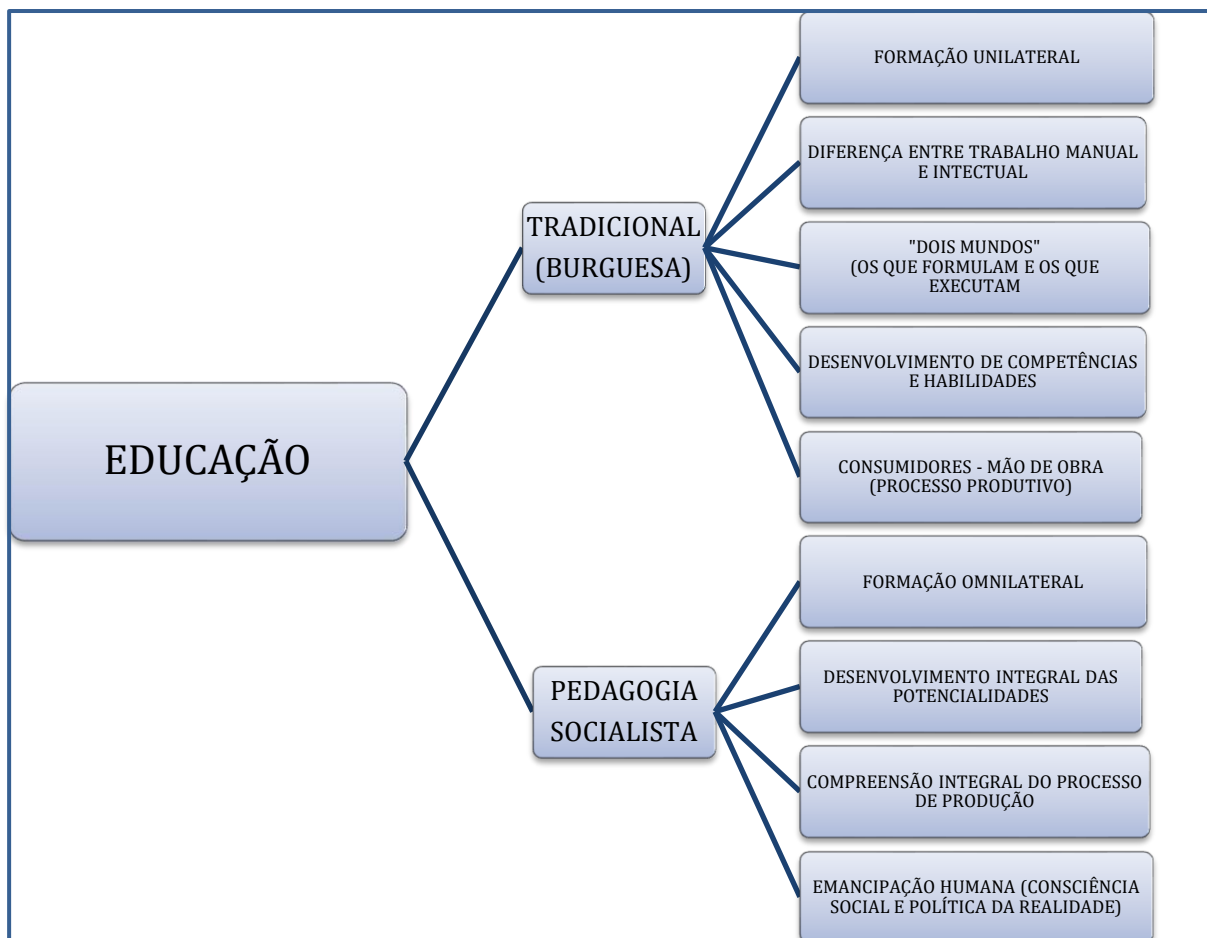 EDUCAÇÃO
TRADICIONAL
(BURGUESA)
FORMAÇÃO UNILATERAL
DIFERENÇA ENTRE TRABALHO MANUAL
E INTECTUAL
"DOIS MUNDOS"
(OS QUE FORMULAM E OS QUE
EXECUTAM
DESENVOLVIMENTO DE COMPETÊNCIAS
E HABILIDADES
CONSUMIDORES - MÃO DE OBRA
(PROCESSO PRODUTIVO)
PEDAGOGIA
SOCIALISTA
FORMAÇÃO OMNILATERAL
DESENVOLVIMENTO INTEGRAL DAS
POTENCIALIDADES
COMPREENSÃO INTEGRAL DO PROCESSO
DE PRODUÇÃO
EMANCIPAÇÃO HUMANA (CONSCIÊNCIA
SOCIAL E POLÍTICA DA REALIDADE)